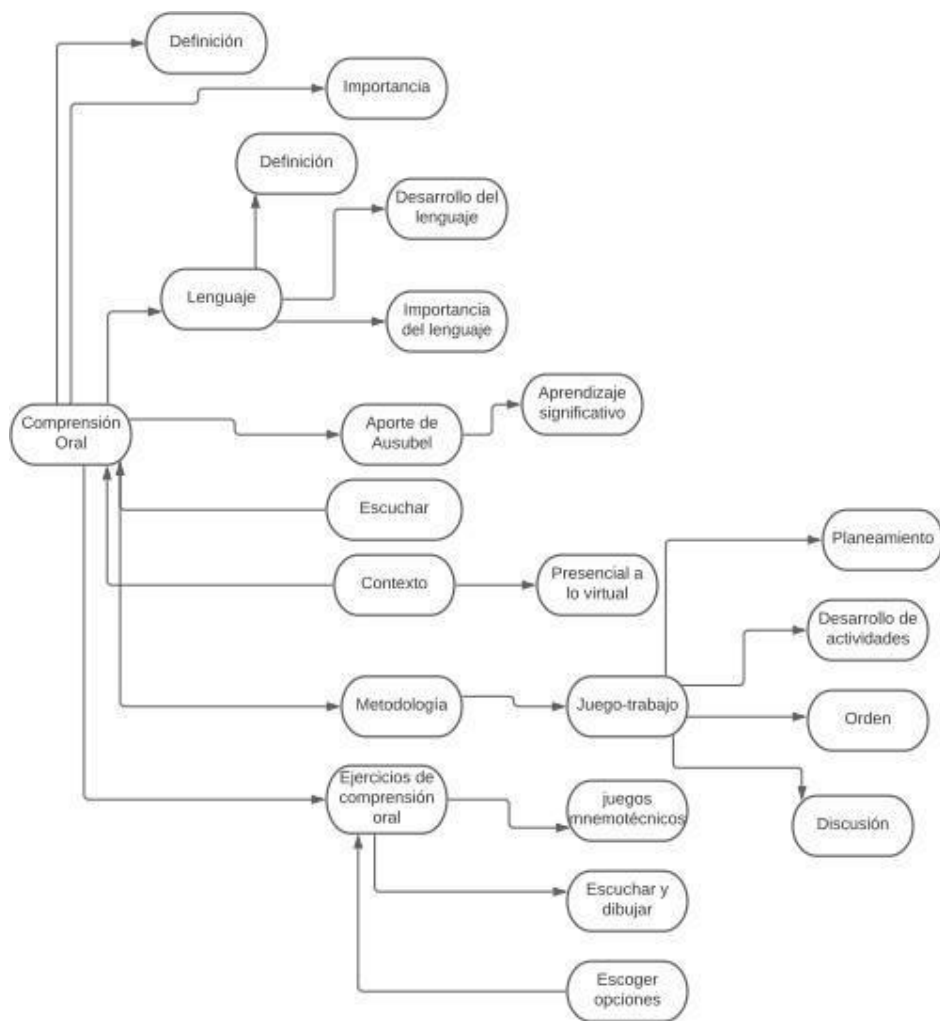 Definición
Importancia
Definición
Desarrollo del
lenguaje
Lenguaje
Importancia
del lenguaje
Comprensión
Oral
Aporte de
Ausubel
Aprendizaje
significativo
Escuchar
Contexto
Presencial a
lo virtual
Planeamiento
Desarrollo de
actividades
Metodología
Juego-trabajo
Orden
Discusión
Ejercicios de
comprensión
oral
juegos
mnemotécnicos
Escuchar y
dibujar
Escoger
opciones